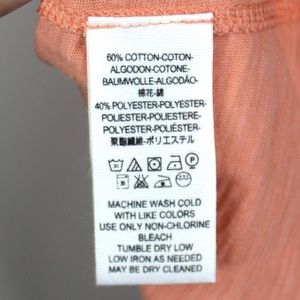 60% COTTON-COTON-
ALGODON-COTONE-
BAUMWOLLE-ALGODÃO-
棉花-綿
40% POLYESTER-POLYESTER-
POLIESTER-POLIESTERE-
POLYESTER-POLIÉSTER-
聚酯纖維-ポリエステル
MACHINE WASH COLD
WITH LIKE COLORS
USE ONLY NON-CHLORINE
BLEACH
TUMBLE DRY LOW
LOW IRON AS NEEDED
MAY BE DRY CLEANED